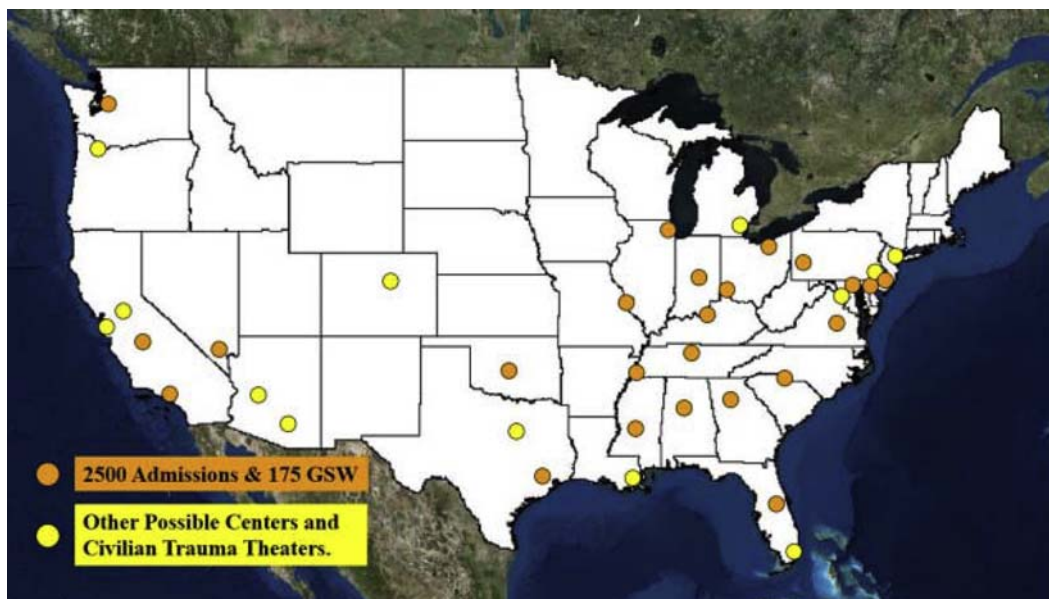 2500 Admissions & 175 GSW
Other Possible Centers and
Civilian Trauma Theaters.